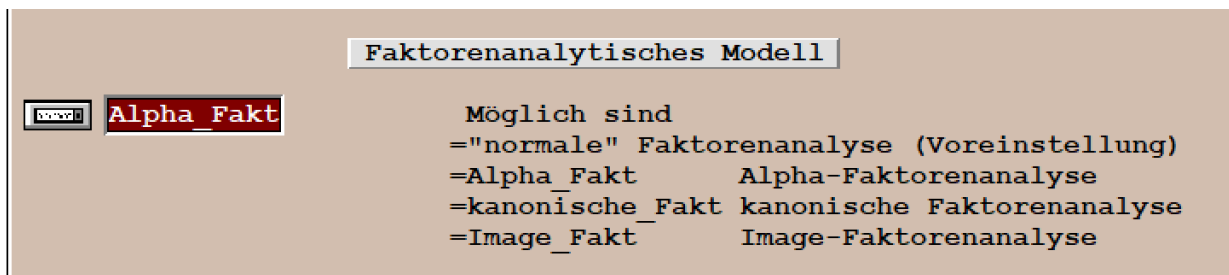 Faktorenanalytisches Modell
Alpha_Fakt Möglich sind
="normale" Faktorenanalyse (Voreinstellung)
=Alpha_Fakt Alpha-Faktorenanalyse
=kanonische_Fakt kanonische Faktorenanalyse
=Image_Fakt Image-Faktorenanalyse